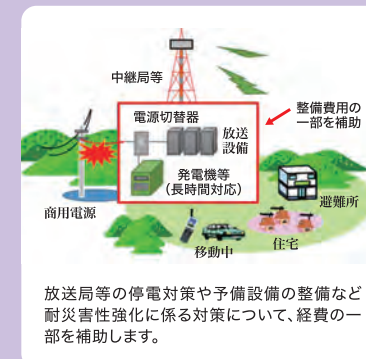 中継局等
整備費用の
一部を補助
電源切替器
放送
設備
発電機等
(長時間対応)
商用電源
避難所
移動中
住宅
放送局等の停電対策や予備設備の整備など
耐災害性強化に係る対策について、経費の一
部を補助します。